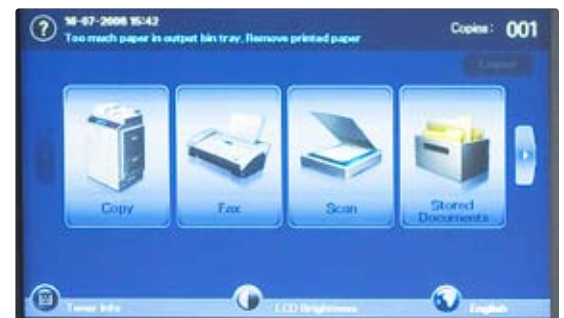 ? 16-07-2008 15:42
Too much paper in output bin tray, Remove printed paper
Copies : 001
Logout
Copy
Fax
Scan
Stored
Documents
Toner Info
LCD Brightness
English